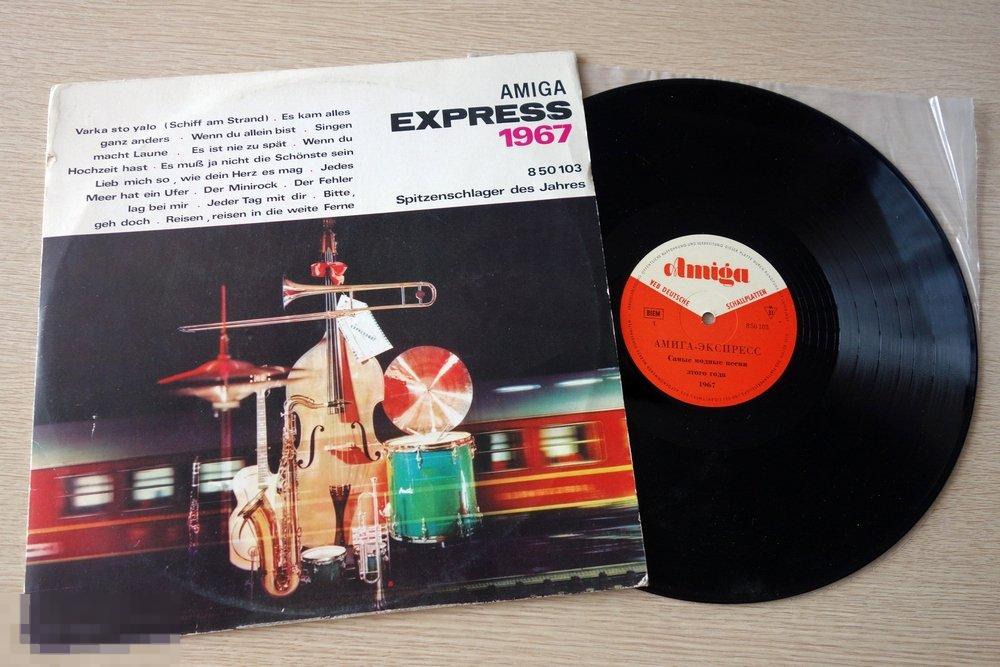 Varka sto yalo (Schiff am Strand) . Es kam alles
ganz anders . Wenn du allein bist . Singen
macht Laune . Es ist nie zu spät . Wenn du
Hochzeit hast . Es muß ja nicht die Schönste sein
Lieb mich so , wie dein Herz es mag . Jedes
Meer hat ein Ufer . Der Minirock . Der Fehler
lag bei mir . Jeder Tag mit dir . Bitte,
geh doch . Reisen , reisen in die weite Ferne
AMIGA
EXPRESS
1967
8 50 103
Spitzenschlager des Jahres
Amiga
VEB DEUTSCHE SCHALLPLATTEN
BIEM
850 103
АМИГА-ЭКСПРЕСС
Самые модные песни
этого года
1967